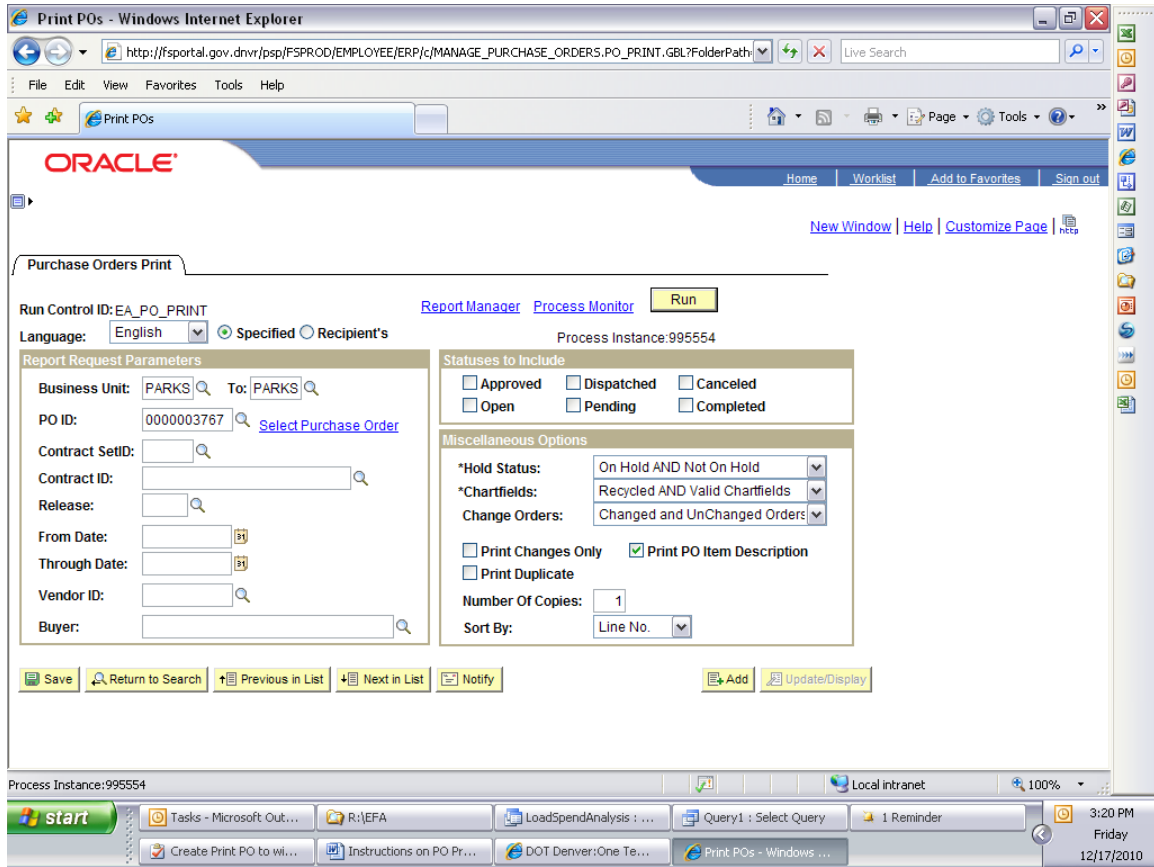 Print POs - Windows Internet Explorer
http://fsportal.gov.dnvr/psp/FSPROD/EMPLOYEE/ERP/c/MANAGE_PURCHASE_ORDERS.PO_PRINT.GBL?FolderPath
Live Search
File Edit View Favorites Tools Help
Print POs
Page Tools
ORACLE
Home Worklist Add to Favorites Sign out
New Window | Help | Customize Page | http
Purchase Orders Print
Run Control ID: EA_PO_PRINT Report Manager Process Monitor Run
Language: English Specified Recipient's Process Instance:995554
Report Request Parameters
Business Unit: PARKS To: PARKS
PO ID: 0000003767 Select Purchase Order
Contract SetID:
Contract ID:
Release:
From Date: 31
Through Date: 31
Vendor ID:
Buyer:
Statuses to Include
Approved Dispatched Canceled
Open Pending Completed
Miscellaneous Options
*Hold Status: On Hold AND Not On Hold
*Chartfields: Recycled AND Valid Chartfields
Change Orders: Changed and UnChanged Orders
Print Changes Only Print PO Item Description
Print Duplicate
Number Of Copies: 1
Sort By: Line No.
Save Return to Search Previous in List Next in List Notify Add Update/Display
Process Instance:995554 Local intranet 100%
start Tasks - Microsoft Out... R:\EFA LoadSpendAnalysis : ... Query1 : Select Query 1 Reminder 3:20 PM
Friday
Create Print PO to wi... Instructions on PO Pr... DOT Denver:One Te... Print POs - Windows ... 12/17/2010